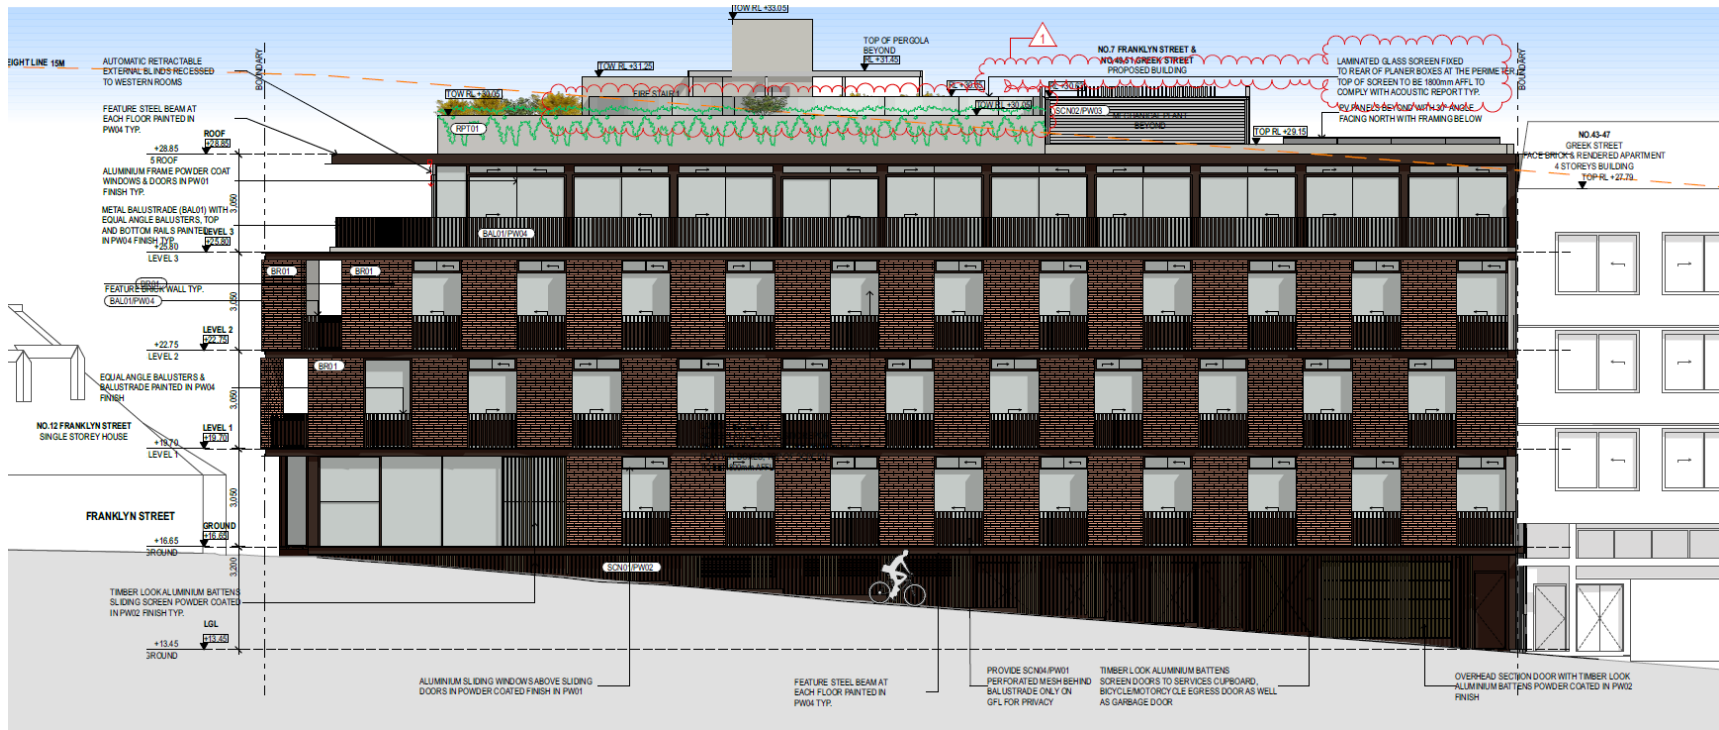 TOW RL +33.05
EIGHT LINE 15M
AUTOMATIC RETRACTABLE
EXTERNAL BLINDS RECESSED
TO WESTERN ROOMS
BOUNDARY
TOP OF PERGOLA
BEYOND
RL +31.45
1
NO.7 FRANKLYN STREET &
NO.49-51 GREEK STREET
PROPOSED BUILDING
LAMINATED GLASS SCREEN FIXED
TO REAR OF PLANER BOXES AT THE PERIMETER
TOP OF SCREEN TO BE 1800mm AFFL TO
COMPLY WITH ACOUSTIC REPORT TYP.
BOUNDARY
TOW RL +31.25
TOW RL +30.05
FIRE STAIR 1
TOW RL +30.05
SCN02/PW03
MECHANICAL PLANT
BEYOND
PV PANELS BEYOND WITH 30° ANGLE
FACING NORTH WITH FRAMING BELOW
FEATURE STEEL BEAM AT
EACH FLOOR PAINTED IN
PW04 TYP.
RPT01
TOP RL +29.15
ROOF
+28.85
+28.85
5 ROOF
NO.43-47
GREEK STREET
FACE BRICK & RENDERED APARTMENT
4 STOREYS BUILDING
TOP RL +27.79
ALUMINIUM FRAME POWDER COAT
WINDOWS & DOORS IN PW01
FINISH TYP.
3,050
METAL BALUSTRADE (BAL01) WITH
EQUAL ANGLE BALUSTERS, TOP
AND BOTTOM RAILS PAINTED
IN PW04 FINISH TYP.
LEVEL 3
+25.80
+25.80
LEVEL 3
BAL01/PW04
BR01
BR01
BR01
FEATURE BRICK WALL TYP.
BAL01/PW04
3,050
LEVEL 2
+22.75
+22.75
LEVEL 2
BR01
EQUALANGLE BALUSTERS &
BALUSTRADE PAINTED IN PW04
FINISH
3,050
NO.12 FRANKLYN STREET
SINGLE STOREY HOUSE
LEVEL 1
+19.70
+19.70
LEVEL 1
3,050
FRANKLYN STREET
GROUND
+16.65
+16.65
GROUND
3,200
SCN01/PW02
TIMBER LOOK ALUMINIUM BATTENS
SLIDING SCREEN POWDER COATED
IN PW02 FINISH TYP.
LGL
+13.45
+13.45
GROUND
ALUMINIUM SLIDING WINDOWS ABOVE SLIDING
DOORS IN POWDER COATED FINISH IN PW01
FEATURE STEEL BEAM AT
EACH FLOOR PAINTED IN
PW04 TYP.
PROVIDE SCN04/PW01
PERFORATED MESH BEHIND
BALUSTRADE ONLY ON
GFL FOR PRIVACY
TIMBER LOOK ALUMINIUM BATTENS
SCREEN DOORS TO SERVICES CUPBOARD,
BICYCLE/MOTORCYCLE EGRESS DOOR AS WELL
AS GARBAGE DOOR
OVERHEAD SECTION DOOR WITH TIMBER LOOK
ALUMINIUM BATTENS POWDER COATED IN PW02
FINISH